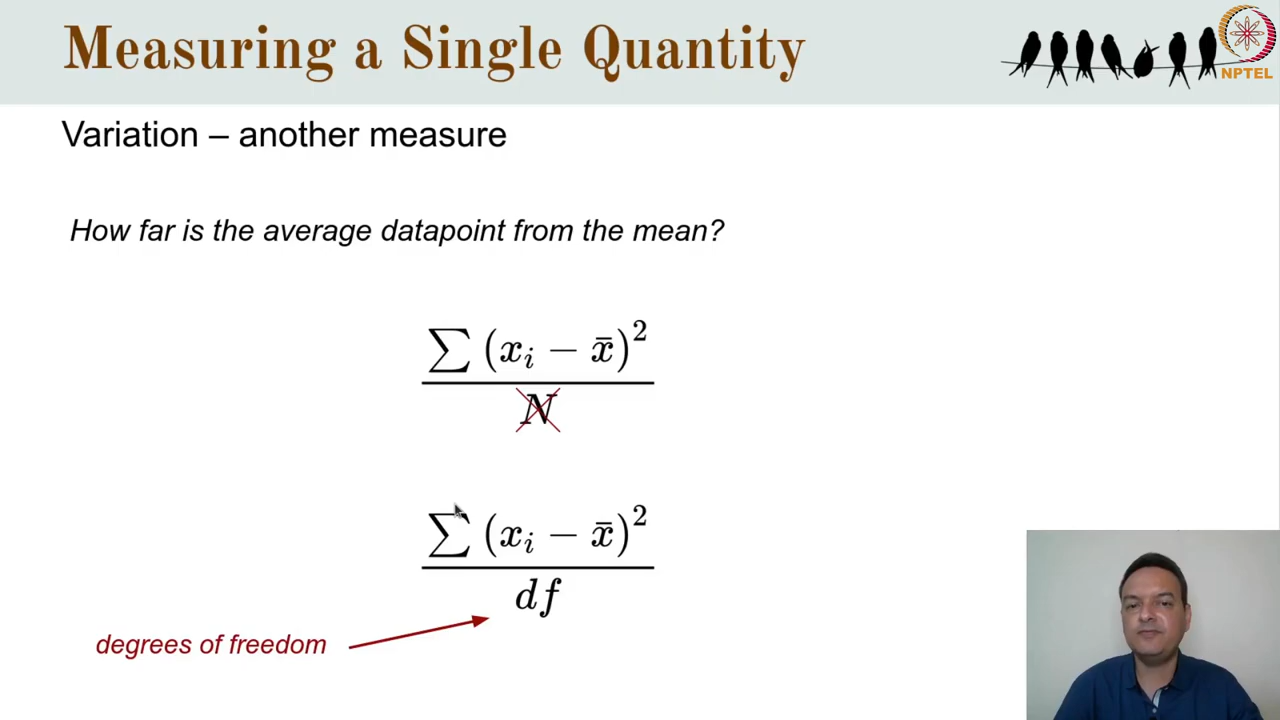 Measuring a Single Quantity
NPTEL
Variation – another measure
How far is the average datapoint from the mean?
∑ (xᵢ − x̄)²
N
∑ (xᵢ − x̄)²
df
degrees of freedom